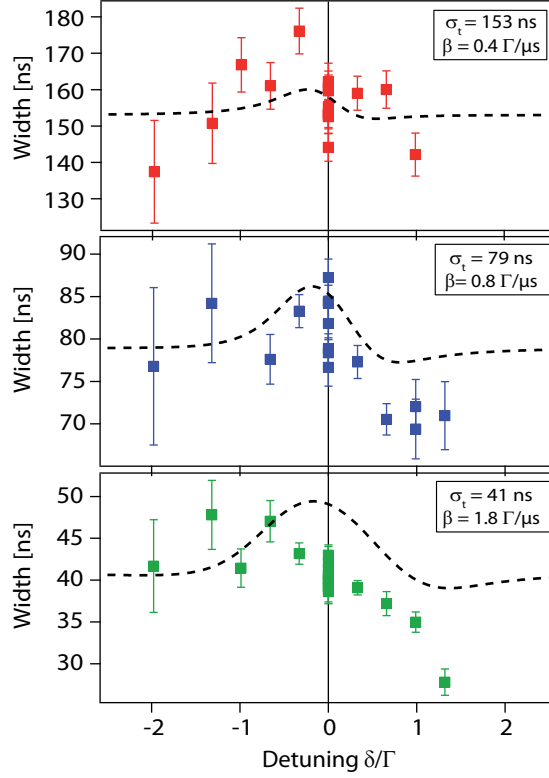 180
170
160
150
140
130
Width [ns]
σt = 153 ns
β = 0.4 Γ/μs
90
85
80
75
70
Width [ns]
σt = 79 ns
β= 0.8 Γ/μs
50
45
40
35
30
Width [ns]
σt = 41 ns
β = 1.8 Γ/μs
-2 -1 0 1 2
Detuning δ/Γ